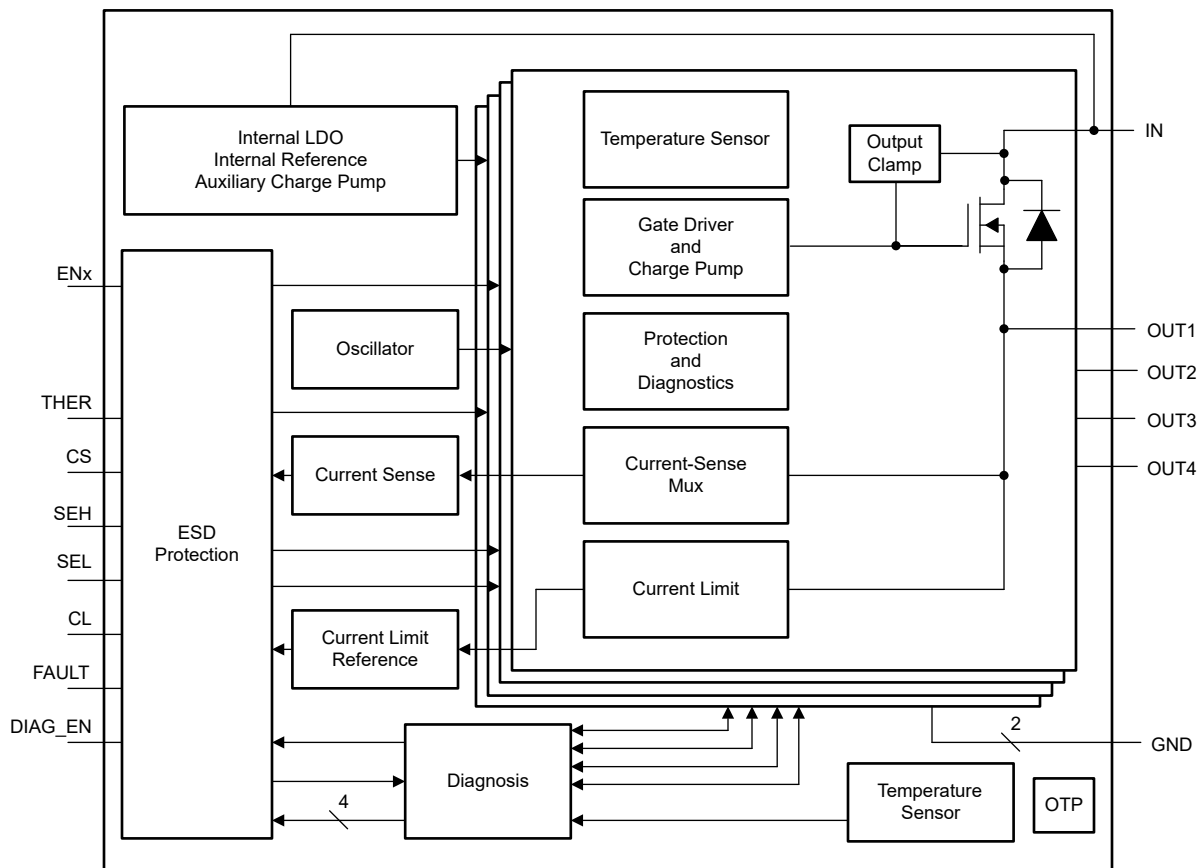 Internal LDO
Internal Reference
Auxiliary Charge Pump
Temperature Sensor
Output
Clamp
IN
Gate Driver
and
Charge Pump
ENx
Oscillator
Protection
and
Diagnostics
OUT1
OUT2
OUT3
OUT4
THER
CS
SEH
SEL
CL
FAULT
DIAG_EN
ESD
Protection
Current Sense
Current-Sense
Mux
Current Limit
Current Limit
Reference
Diagnosis
4
2
GND
Temperature
Sensor
OTP